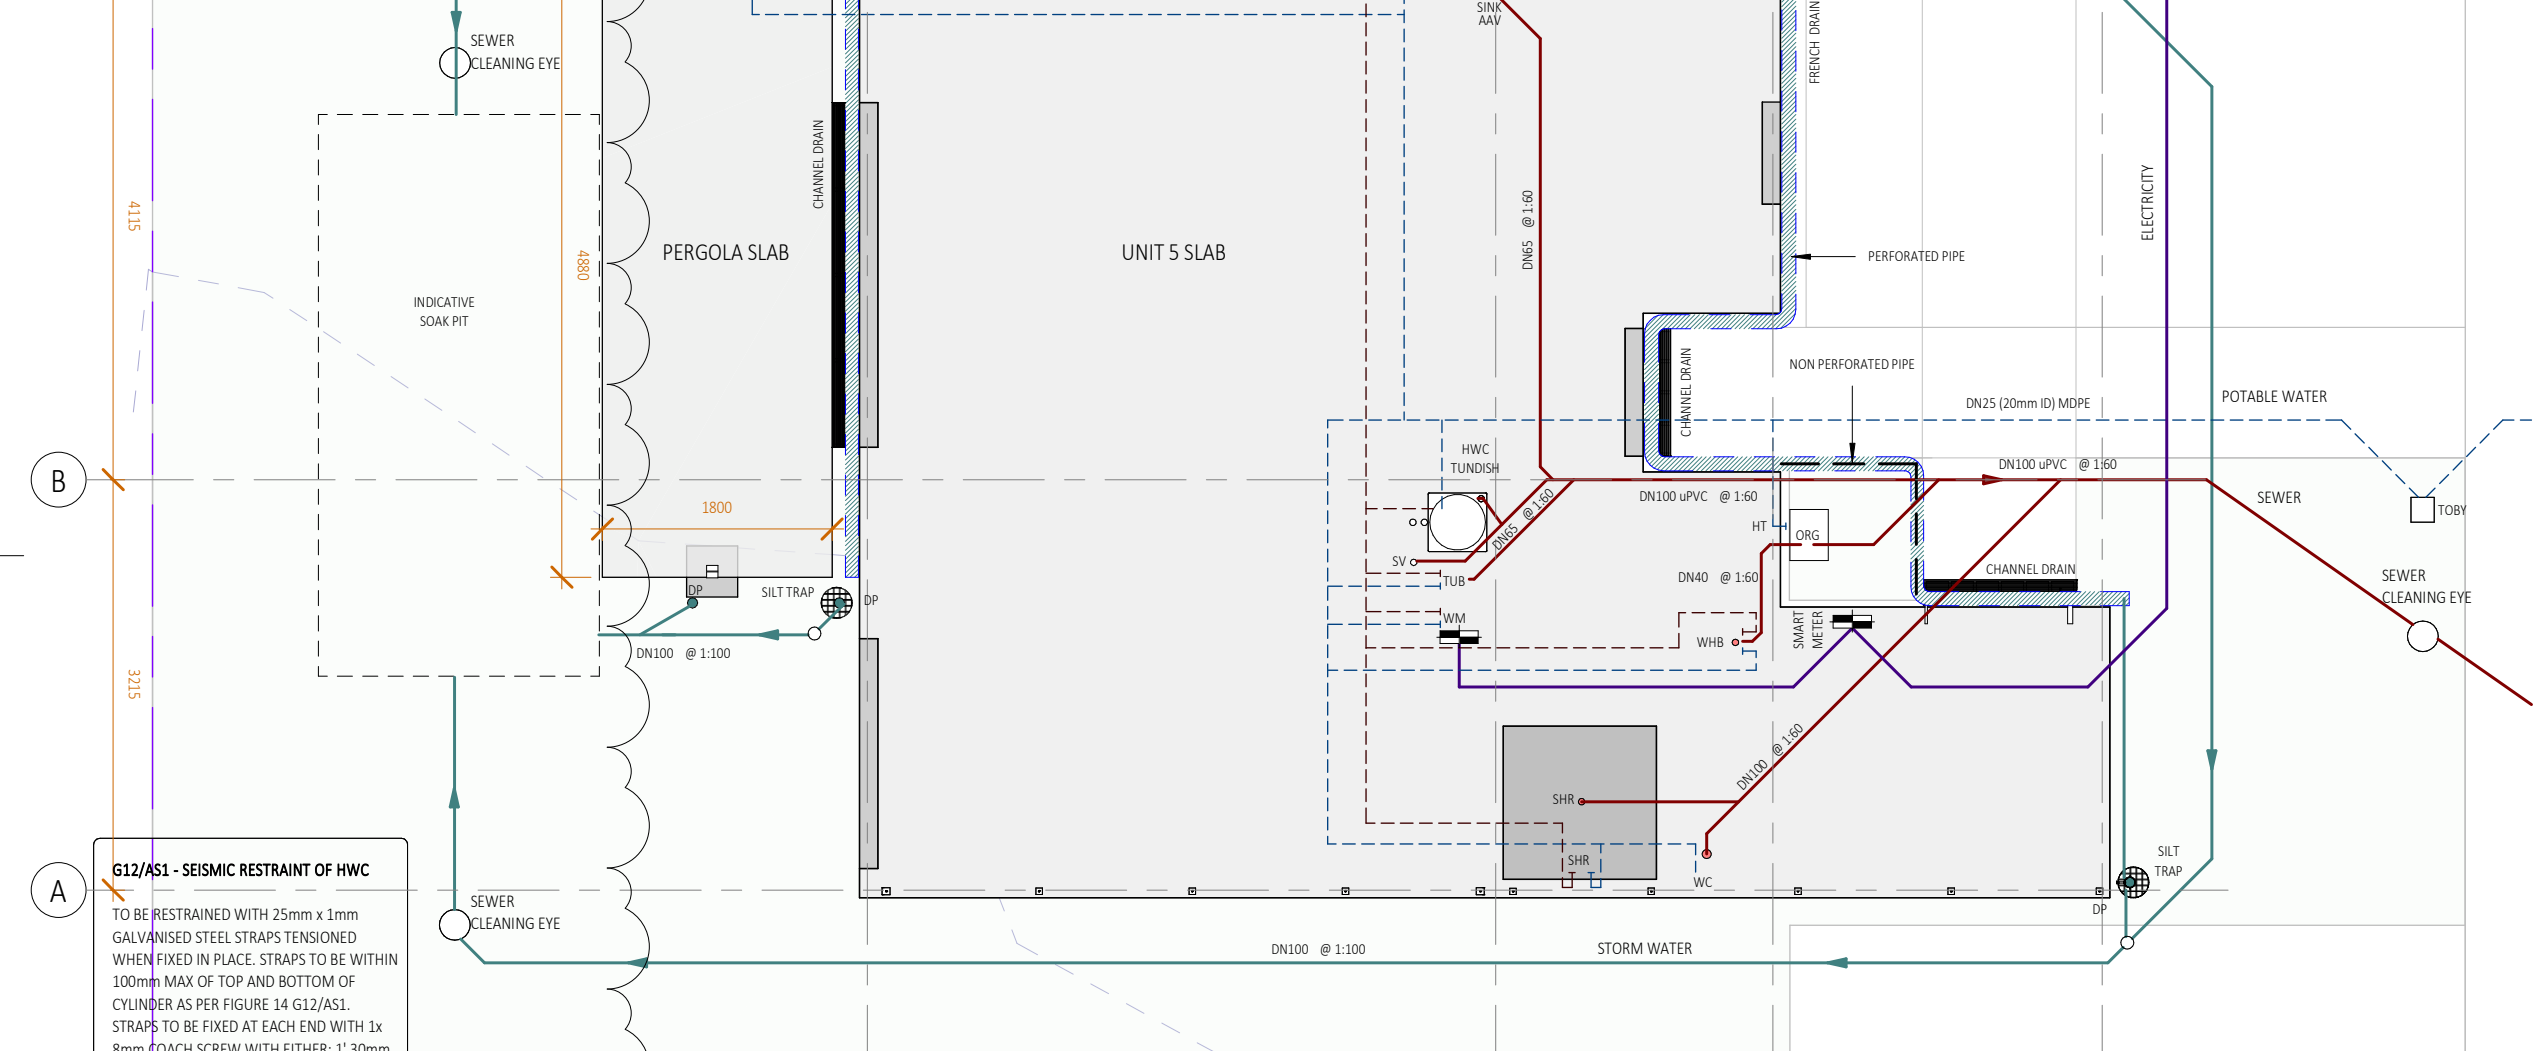 SINK
AAV
FRENCH DRAIN
SEWER
CLEANING EYE
CHANNEL DRAIN
4115
4880
PERGOLA SLAB
UNIT 5 SLAB
DN65 @ 1:60
ELECTRICITY
PERFORATED PIPE
INDICATIVE
SOAK PIT
CHANNEL DRAIN
NON PERFORATED PIPE
DN25 (20mm ID) MDPE
POTABLE WATER
B
HWC
TUNDISH
DN100 uPVC @ 1:60
DN100 uPVC @ 1:60
SEWER
TOBY
1800
DN65 @ 1:60
HT
ORG
SV
TUB
DN40 @ 1:60
CHANNEL DRAIN
SEWER
CLEANING EYE
DP
SILT TRAP
DP
WM
WHB
SMART
METER
DN100 @ 1:100
3215
DN100 @ 1:60
SHR
SHR
WC
SILT
TRAP
DP
A
G12/AS1 - SEISMIC RESTRAINT OF HWC
TO BE RESTRAINED WITH 25mm x 1mm
GALVANISED STEEL STRAPS TENSIONED
WHEN FIXED IN PLACE. STRAPS TO BE WITHIN
100mm MAX OF TOP AND BOTTOM OF
CYLINDER AS PER FIGURE 14 G12/AS1.
STRAPS TO BE FIXED AT EACH END WITH 1x
8mm COACH SCREW WITH EITHER: 1' 30mm
SEWER
CLEANING EYE
DN100 @ 1:100
STORM WATER